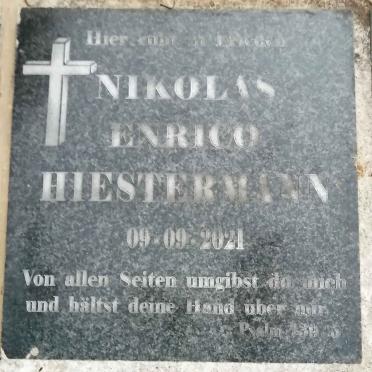 Hier ruht in Frieden
NIKOLAS
ENRICO
HIESTERMANN
09-09-2021
Von allen Seiten umgibst du mich
und hältst deine Hand über mir.
Psalm 139 5